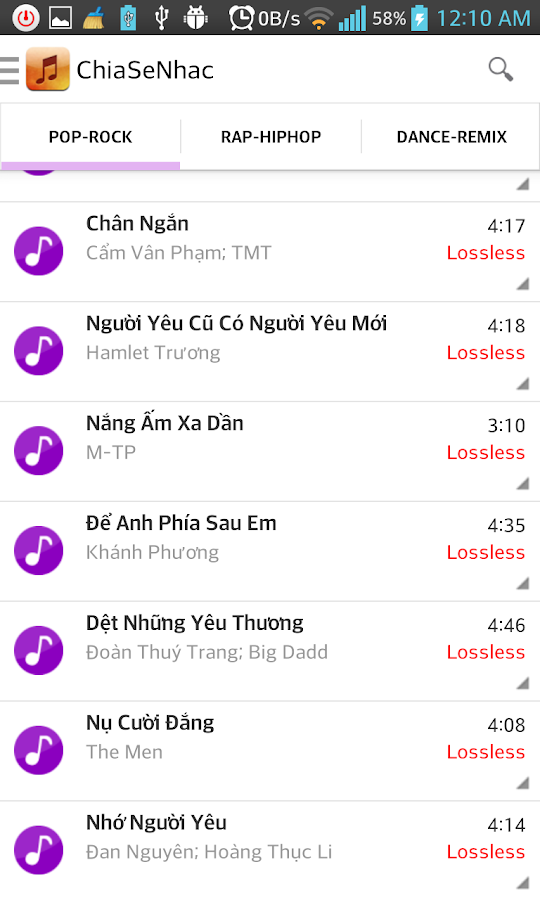 0B/s 58% 12:10 AM
ChiaSeNhac
POP-ROCK RAP-HIPHOP DANCE-REMIX
Chân Ngắn 4:17
Cẩm Vân Phạm; TMT Lossless
Người Yêu Cũ Có Người Yêu Mới 4:18
Hamlet Trương Lossless
Nắng Ấm Xa Dần 3:10
M-TP Lossless
Để Anh Phía Sau Em 4:35
Khánh Phương Lossless
Dệt Những Yêu Thương 4:46
Đoàn Thuý Trang; Big Dadd Lossless
Nụ Cười Đắng 4:08
The Men Lossless
Nhớ Người Yêu 4:14
Đan Nguyên; Hoàng Thục Li Lossless